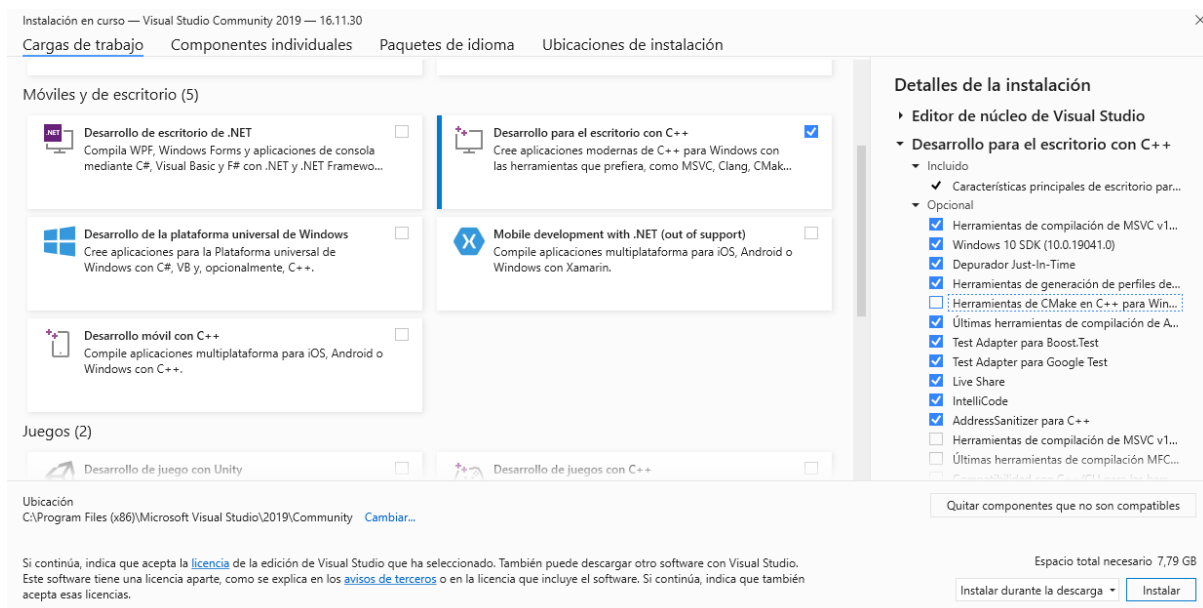 Instalación en curso — Visual Studio Community 2019 — 16.11.30
Cargas de trabajo
Componentes individuales
Paquetes de idioma
Ubicaciones de instalación
Móviles y de escritorio (5)
.NET
Desarrollo de escritorio de .NET
Compila WPF, Windows Forms y aplicaciones de consola
mediante C#, Visual Basic y F# con .NET y .NET Framewo...
Desarrollo para el escritorio con C++
Cree aplicaciones modernas de C++ para Windows con
las herramientas que prefiera, como MSVC, Clang, CMak...
Desarrollo de la plataforma universal de Windows
Cree aplicaciones para la Plataforma universal de
Windows con C#, VB y, opcionalmente, C++.
Mobile development with .NET (out of support)
Compile aplicaciones multiplataforma para iOS, Android o
Windows con Xamarin.
Desarrollo móvil con C++
Compile aplicaciones multiplataforma para iOS, Android o
Windows con C++.
Juegos (2)
Desarrollo de juego con Unity
Desarrollo de juegos con C++
Detalles de la instalación
Editor de núcleo de Visual Studio
Desarrollo para el escritorio con C++
Incluido
Características principales de escritorio par...
Opcional
Herramientas de compilación de MSVC v1...
Windows 10 SDK (10.0.19041.0)
Depurador Just-In-Time
Herramientas de generación de perfiles de...
Herramientas de CMake en C++ para Win...
Últimas herramientas de compilación de A...
Test Adapter para Boost.Test
Test Adapter para Google Test
Live Share
IntelliCode
AddressSanitizer para C++
Herramientas de compilación de MSVC v1...
Últimas herramientas de compilación MFC...
Ubicación
C:\Program Files (x86)\Microsoft Visual Studio\2019\Community Cambiar...
Quitar componentes que no son compatibles
Si continúa, indica que acepta la licencia de la edición de Visual Studio que ha seleccionado. También puede descargar otro software con Visual Studio.
Este software tiene una licencia aparte, como se explica en los avisos de terceros o en la licencia que incluye el software. Si continúa, indica que también
acepta esas licencias.
Espacio total necesario 7,79 GB
Instalar durante la descarga
Instalar